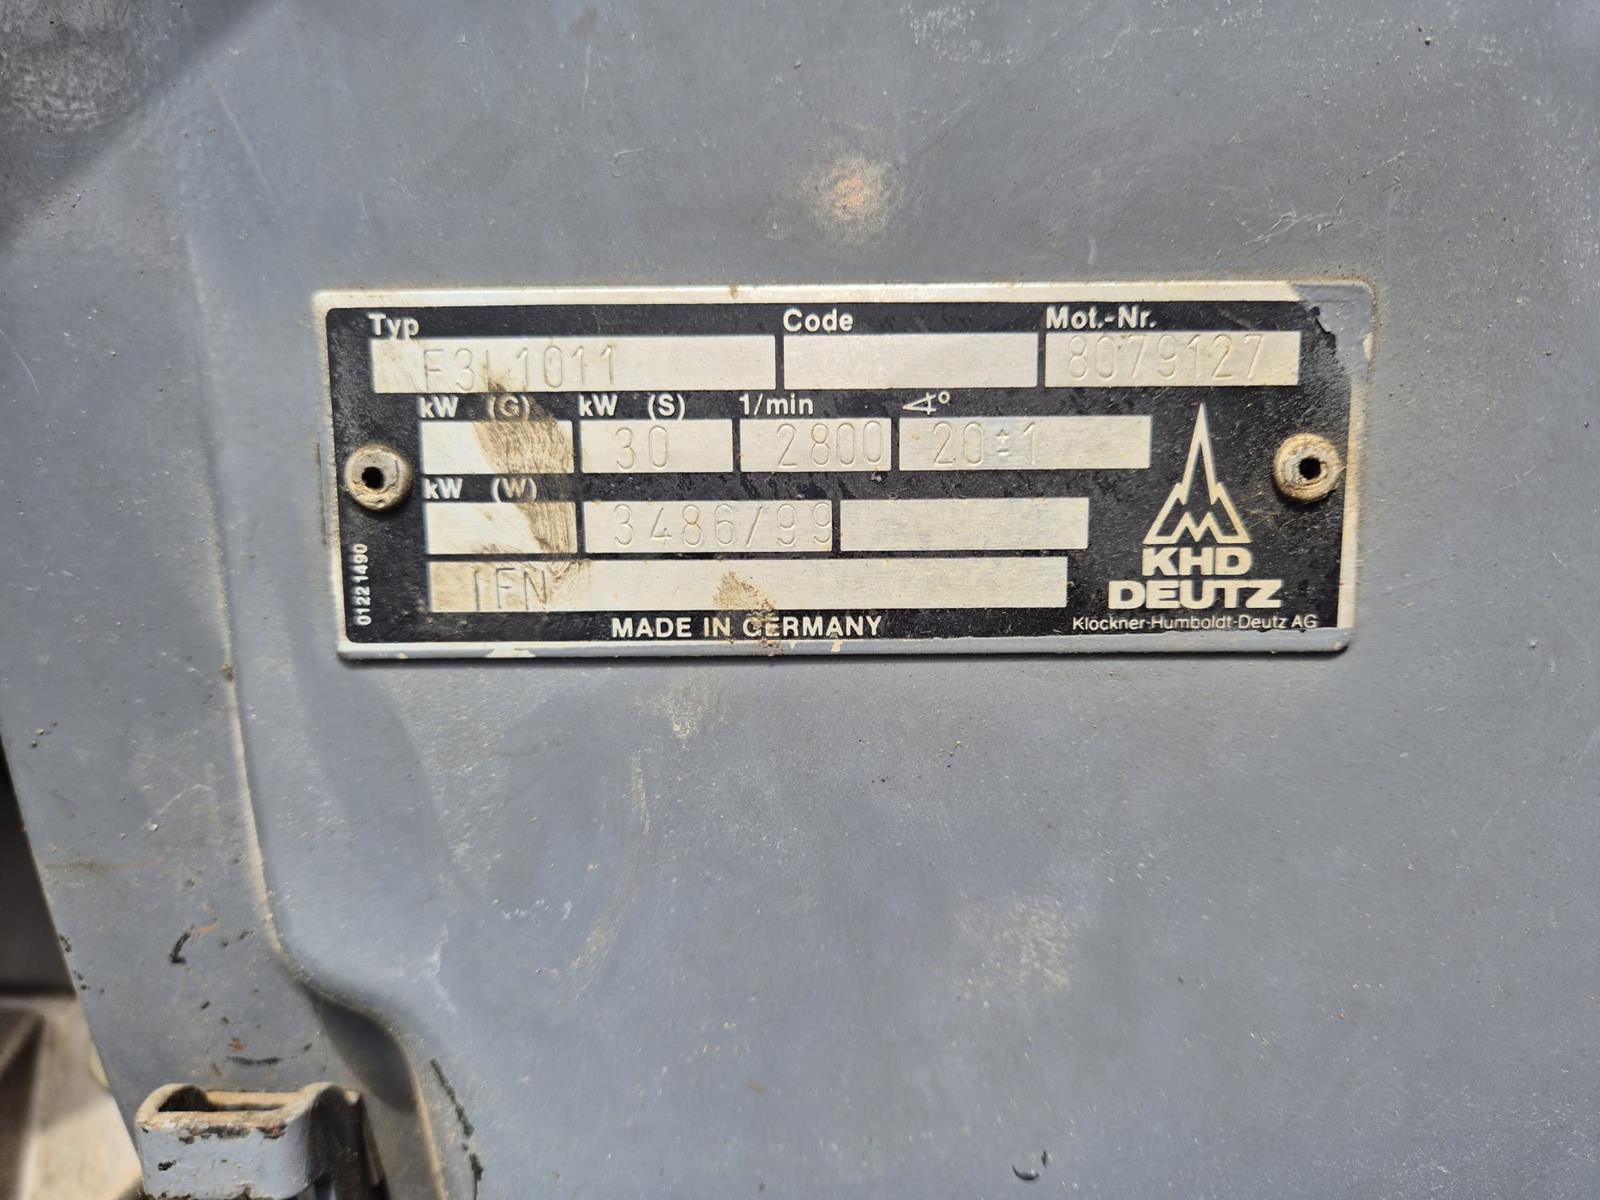 Typ Code Mot.-Nr.
F3L1011 8079127
kW (G) kW (S) 1/min ∢°
30 2800 20±1
kW (W)
3486/99
IFN
KHD
DEUTZ
MADE IN GERMANY
Klöckner-Humboldt-Deutz AG
0122 1490